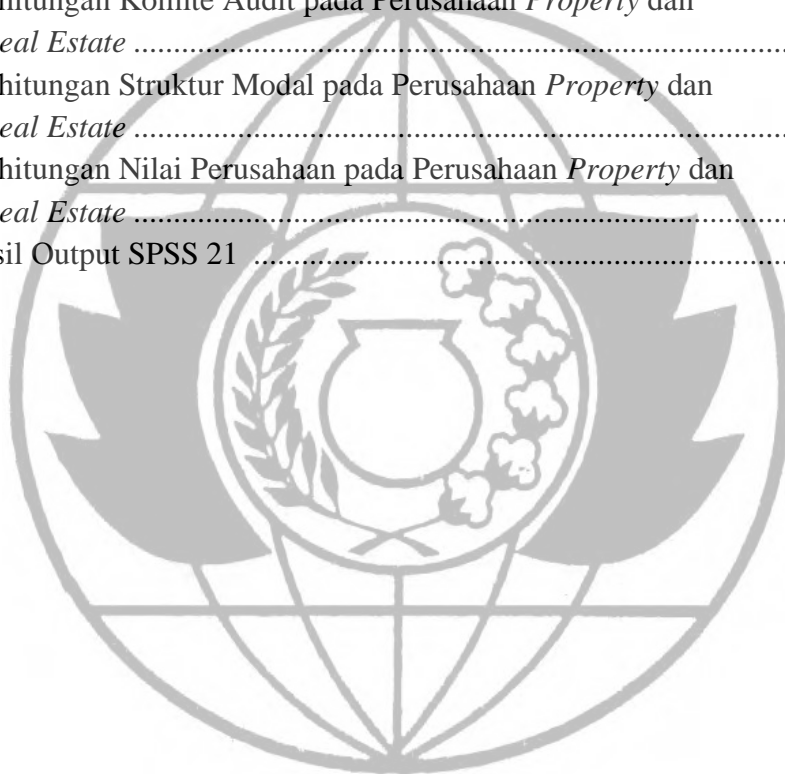 hitungan Komite Audit pada Perusahaan Property dan
eal Estate ....................................................................................
hitungan Struktur Modal pada Perusahaan Property dan
eal Estate ....................................................................................
hitungan Nilai Perusahaan pada Perusahaan Property dan
eal Estate ....................................................................................
sil Output SPSS 21 ......................................................................